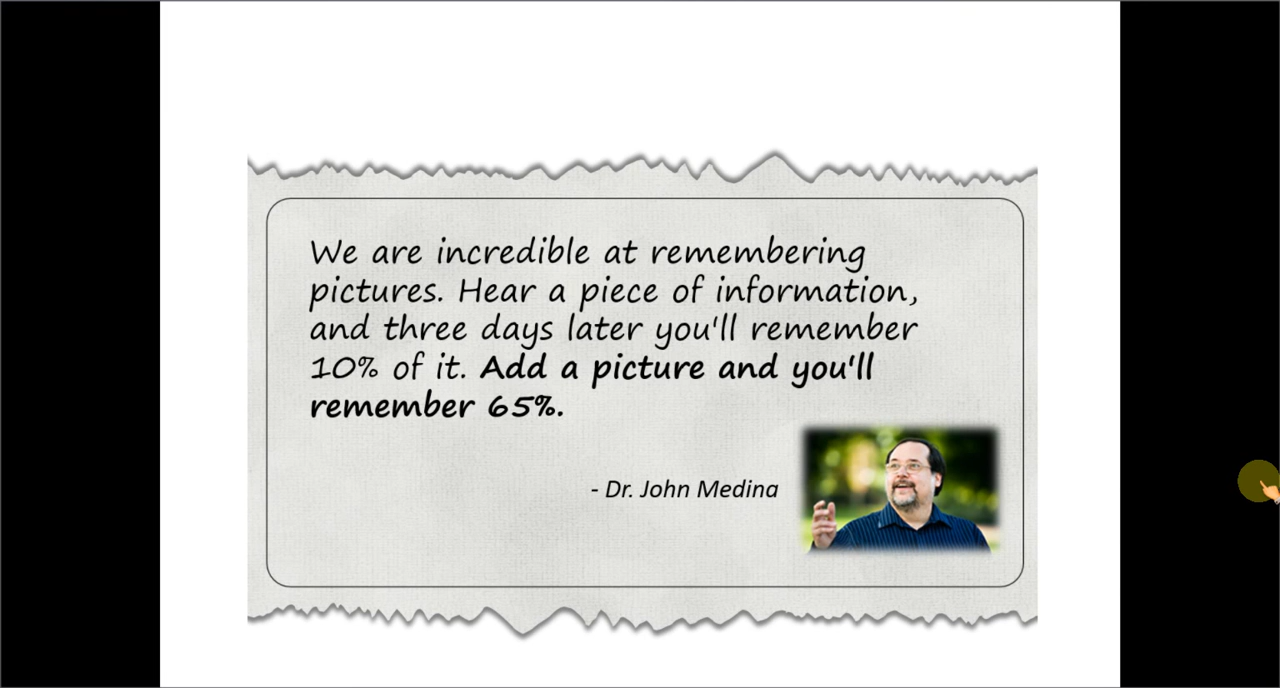 We are incredible at remembering
pictures. Hear a piece of information,
and three days later you'll remember
10% of it. Add a picture and you'll
remember 65%.
- Dr. John Medina